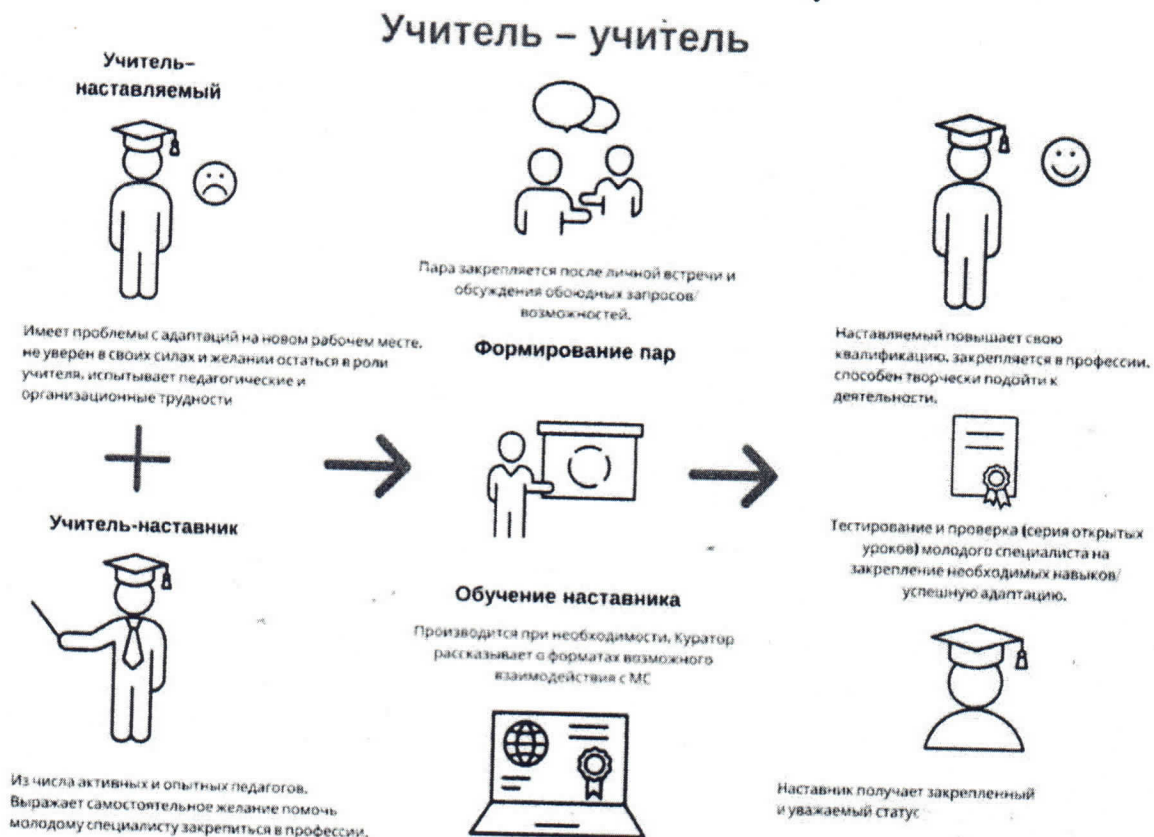 Учитель – учитель
Учитель–
наставляемый
Имеет проблемы с адаптаций на новом рабочем месте,
не уверен в своих силах и желании остаться в роли
учителя, испытывает педагогические и
организационные трудности
Учитель-наставник
Из числа активных и опытных педагогов.
Выражает самостоятельное желание помочь
молодому специалисту закрепиться в профессии.
Пара закрепляется после личной встречи и
обсуждения обоюдных запросов/
возможностей.
Формирование пар
Обучение наставника
Производится при необходимости. Куратор
рассказывает о форматах возможного
взаимодействия с МС
Наставляемый повышает свою
квалификацию, закрепляется в профессии,
способен творчески подойти к
деятельности.
Тестирование и проверка (серия открытых
уроков) молодого специалиста на
закрепление необходимых навыков/
успешную адаптацию.
Наставник получает закрепленный
и уважаемый статус